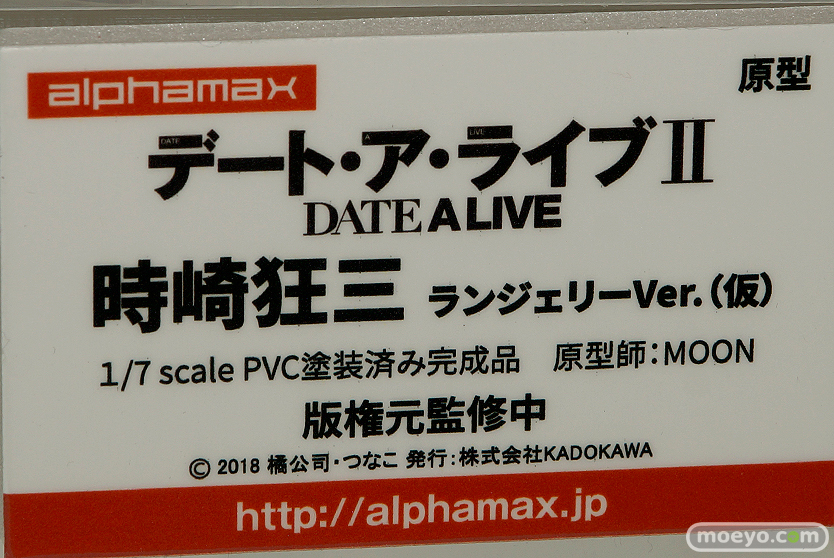 alphamax
原型
DATE A LIVE
デート・ア・ライブⅡ
DATE A LIVE
時崎狂三 ランジェリーVer.(仮)
1/7 scale PVC塗装済み完成品 原型師:MOON
版権元監修中
© 2018 橘公司・つなこ 発行:株式会社KADOKAWA
http://alphamax.jp
moeyo.com